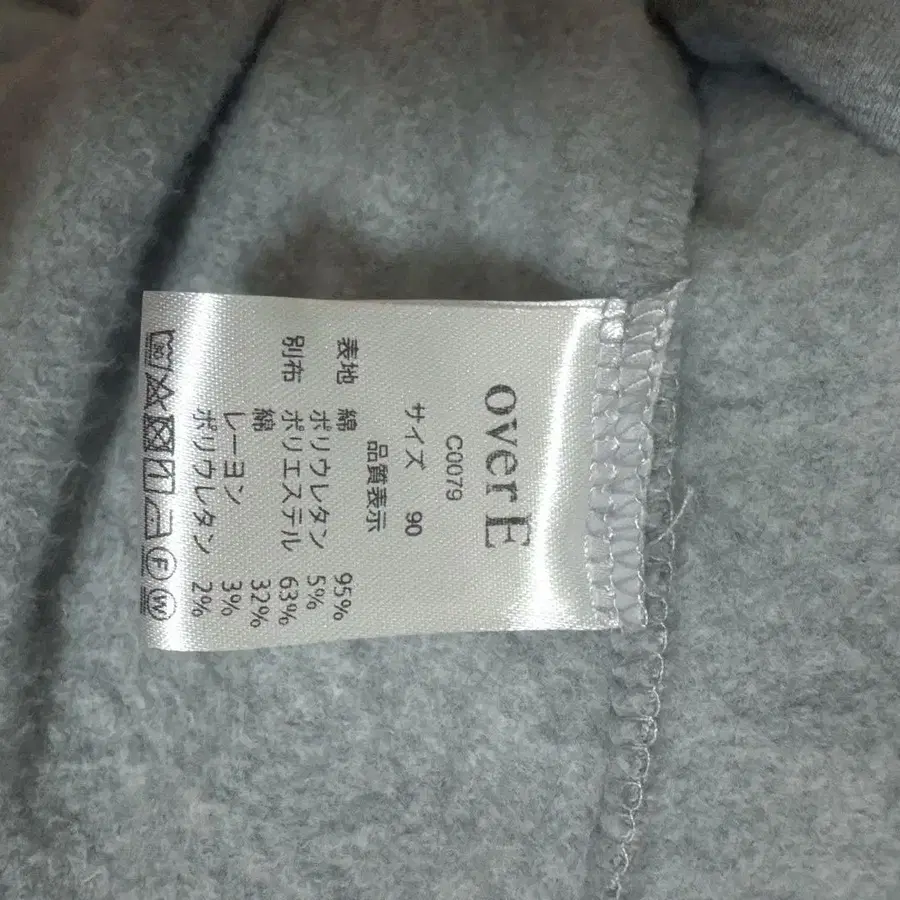 overE
C0079
サイズ 90
品質表示
表地 綿 95%
ポリウレタン 5%
別布 ポリエステル 63%
綿 32%
レーヨン 3%
ポリウレタン 2%
F W